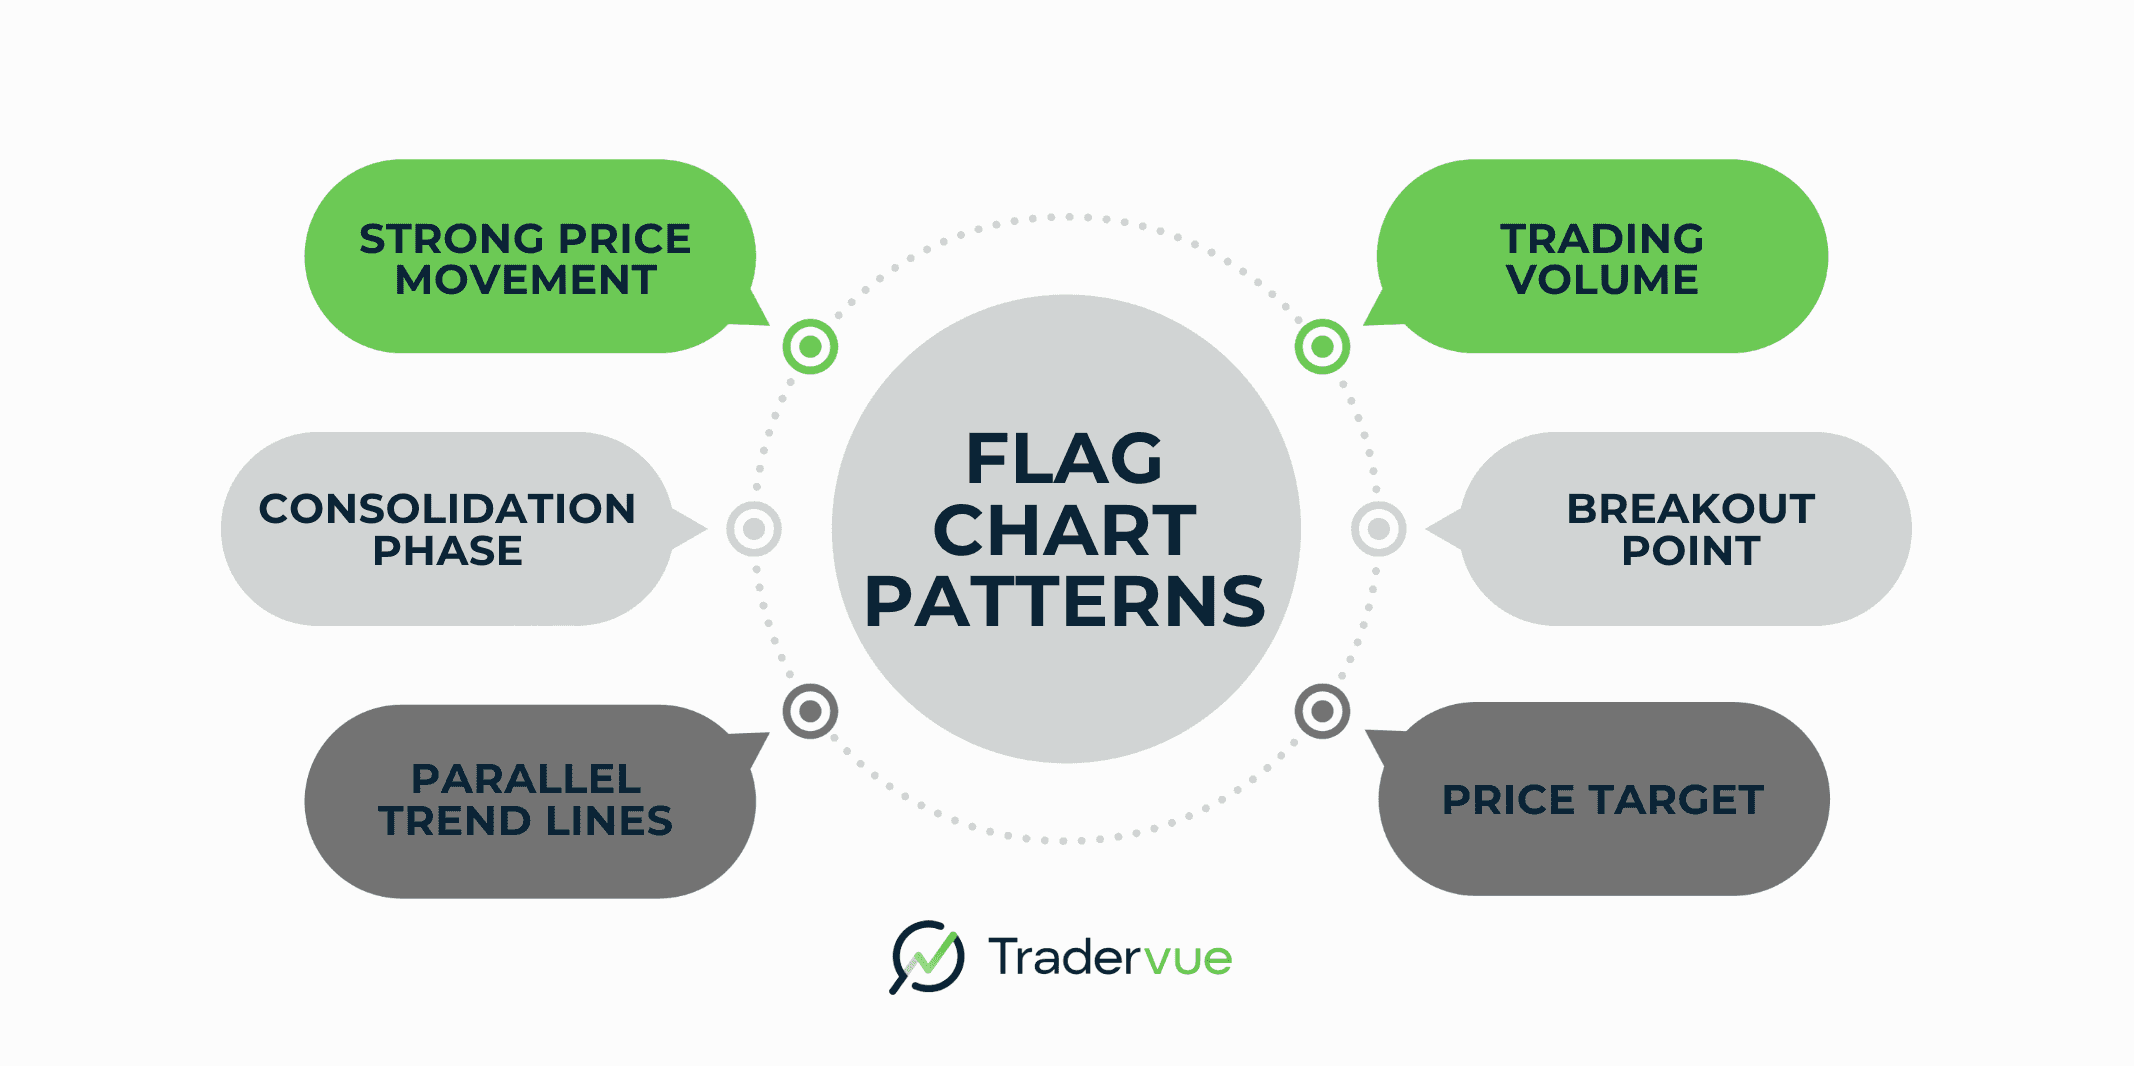 STRONG PRICE
MOVEMENT
CONSOLIDATION
PHASE
PARALLEL
TREND LINES
FLAG
CHART
PATTERNS
TRADING
VOLUME
BREAKOUT
POINT
PRICE TARGET
Tradervue